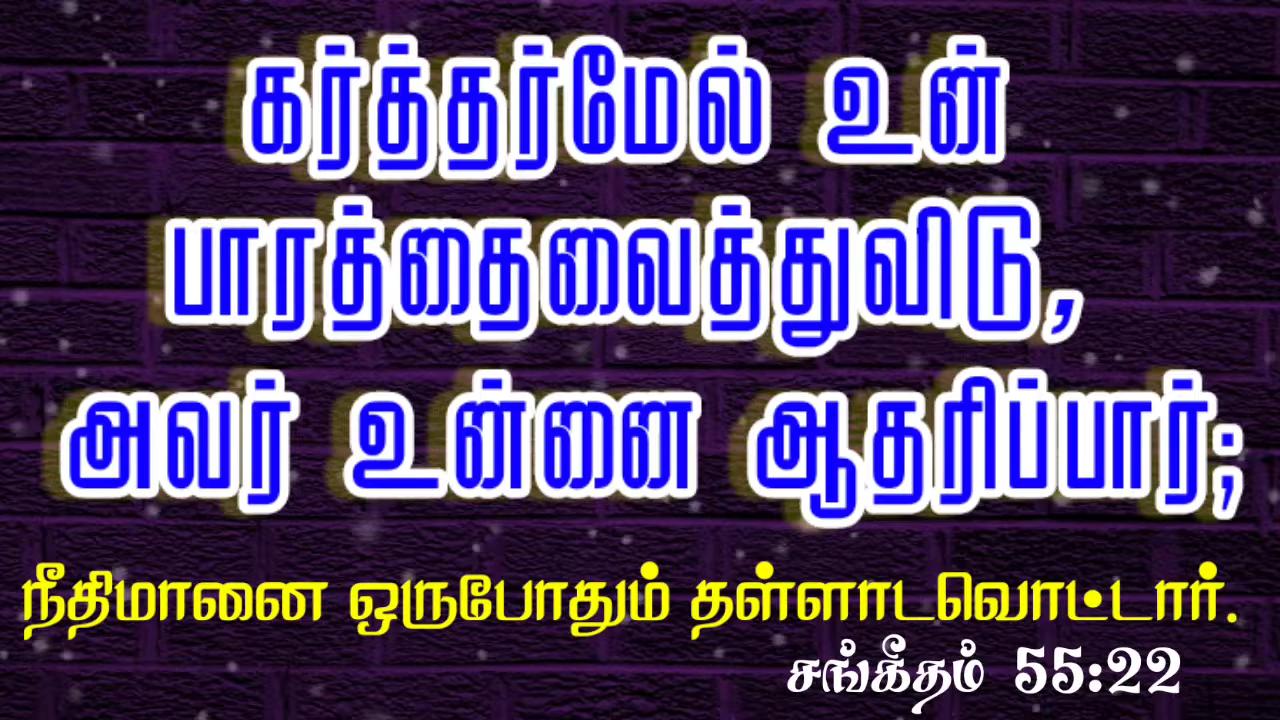 கர்த்தர்மேல் உன்
பாரத்தைவைத்துவிடு,
அவர் உன்னை ஆதரிப்பார்;
நீதிமானை ஒருபோதும் தள்ளாடவொட்டார்.
சங்கீதம் 55:22